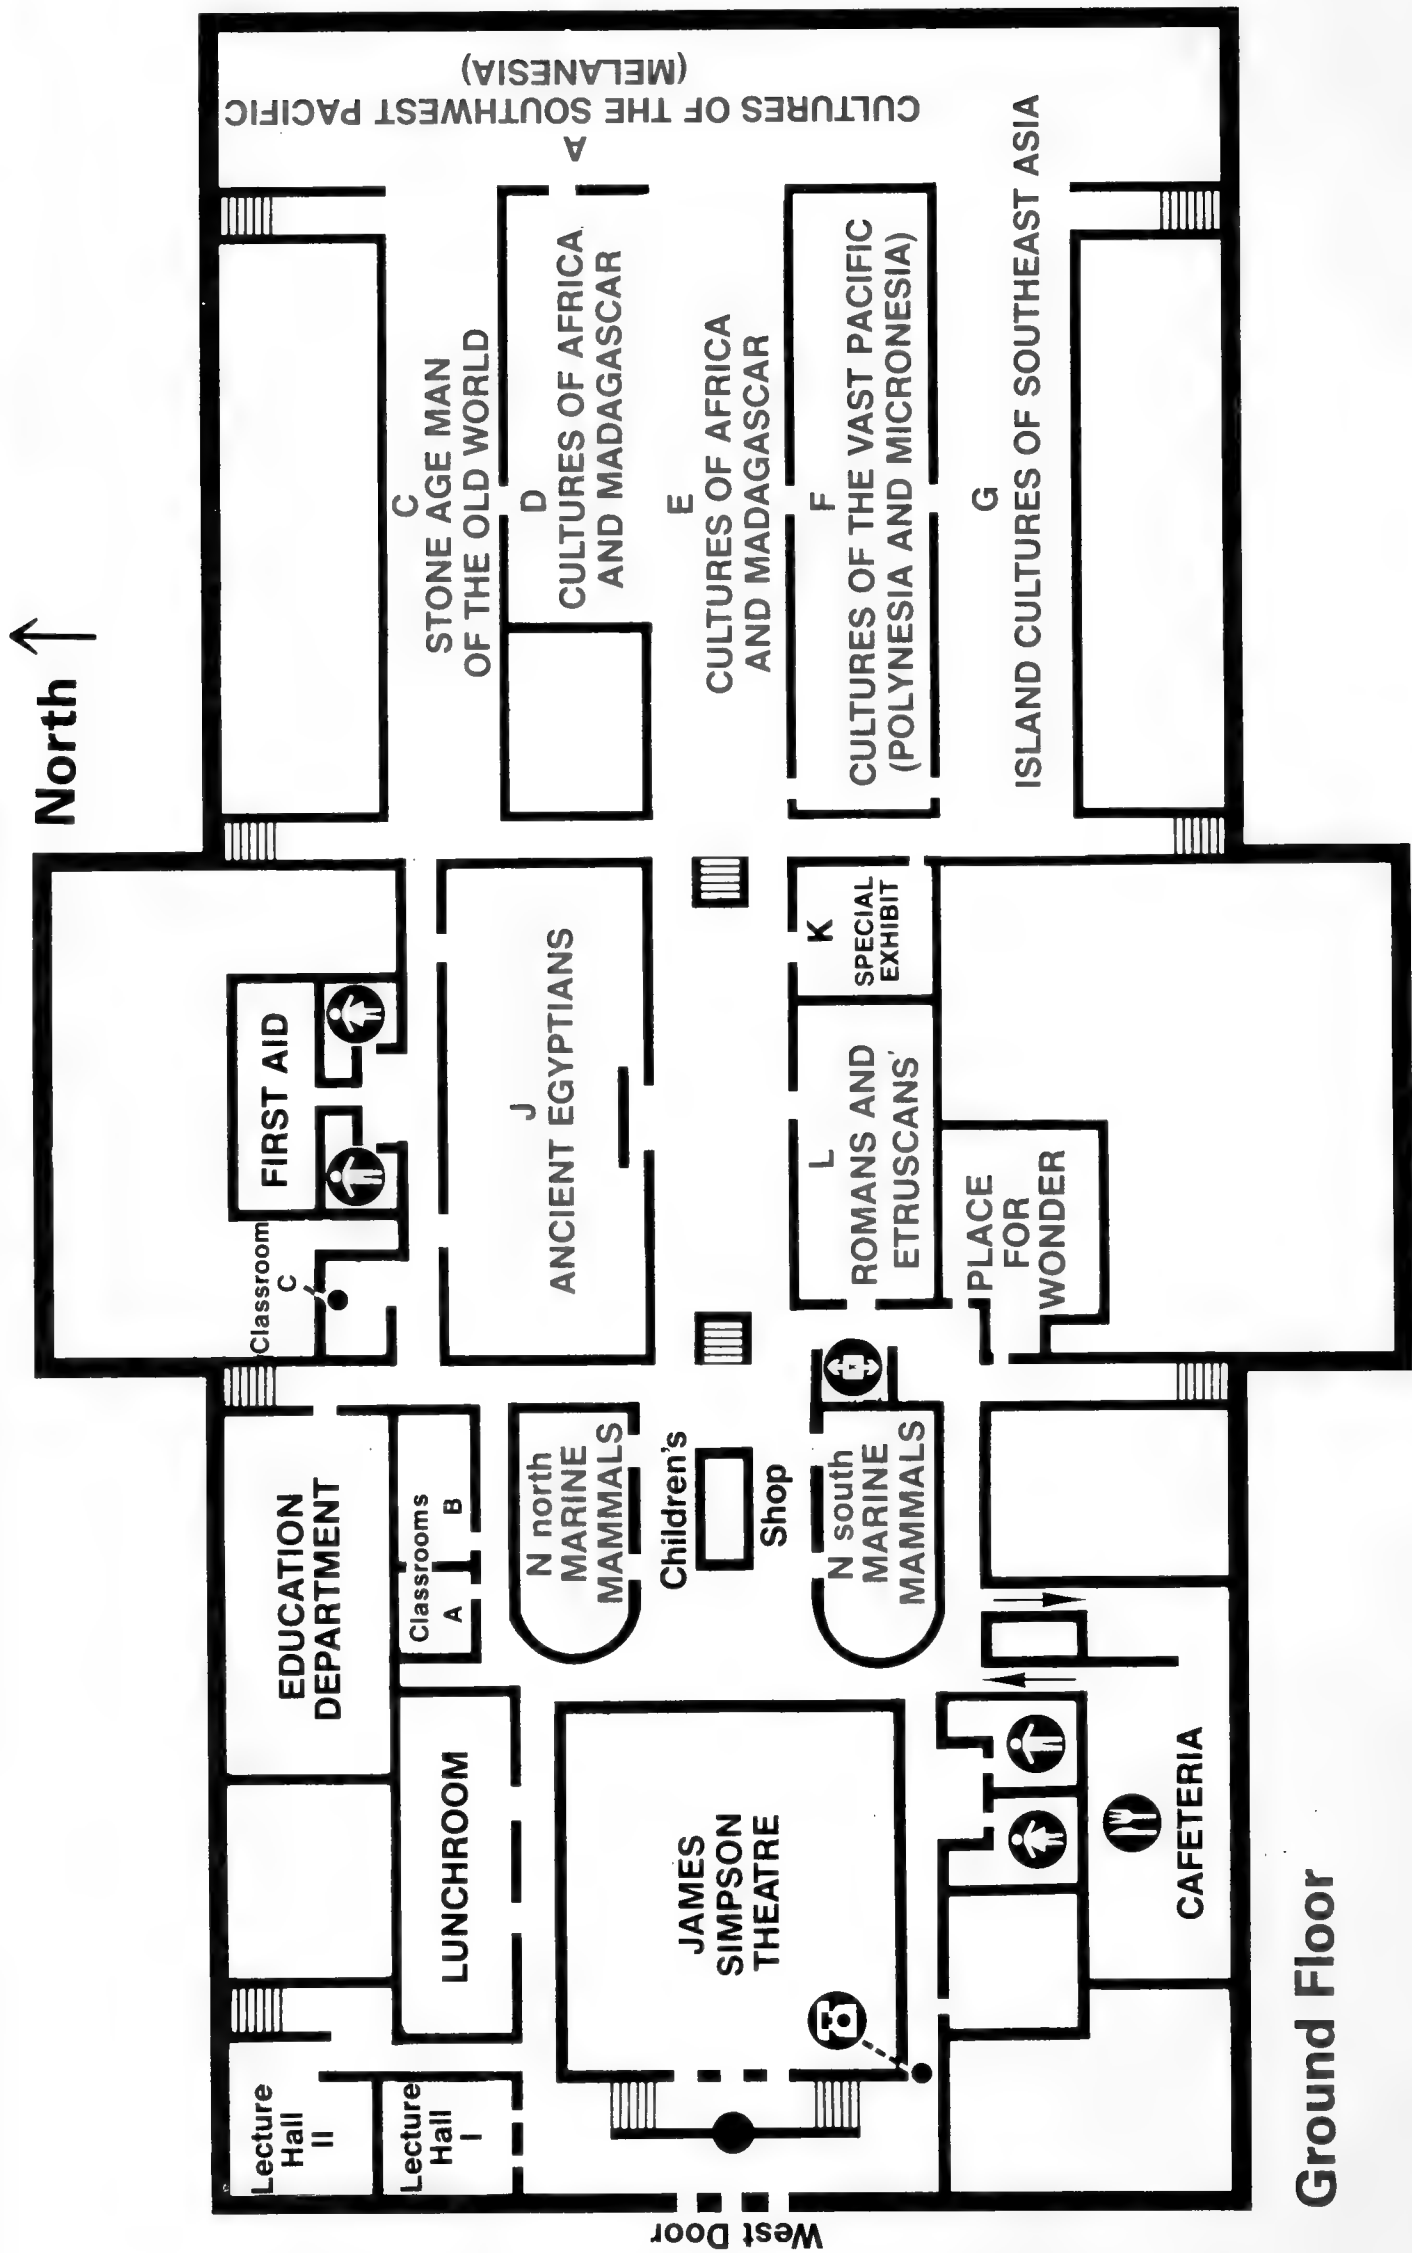 Ground Floor
North
West Door
Lecture
Hall
II
Lecture
Hall
I
LUNCHROOM
EDUCATION
DEPARTMENT
Classrooms
A B
JAMES
SIMPSON
THEATRE
CAFETERIA
N north
MARINE
MAMMALS
Children's
Shop
N south
MARINE
MAMMALS
Classroom
C
FIRST AID
J
ANCIENT EGYPTIANS
L
ROMANS AND
ETRUSCANS'
K
SPECIAL
EXHIBIT
PLACE
FOR
WONDER
C
STONE AGE MAN
OF THE OLD WORLD
D
CULTURES OF AFRICA
AND MADAGASCAR
E
CULTURES OF AFRICA
AND MADAGASCAR
F
CULTURES OF THE VAST PACIFIC
(POLYNESIA AND MICRONESIA)
G
ISLAND CULTURES OF SOUTHEAST ASIA
A
CULTURES OF THE SOUTHWEST PACIFIC
(MELANESIA)